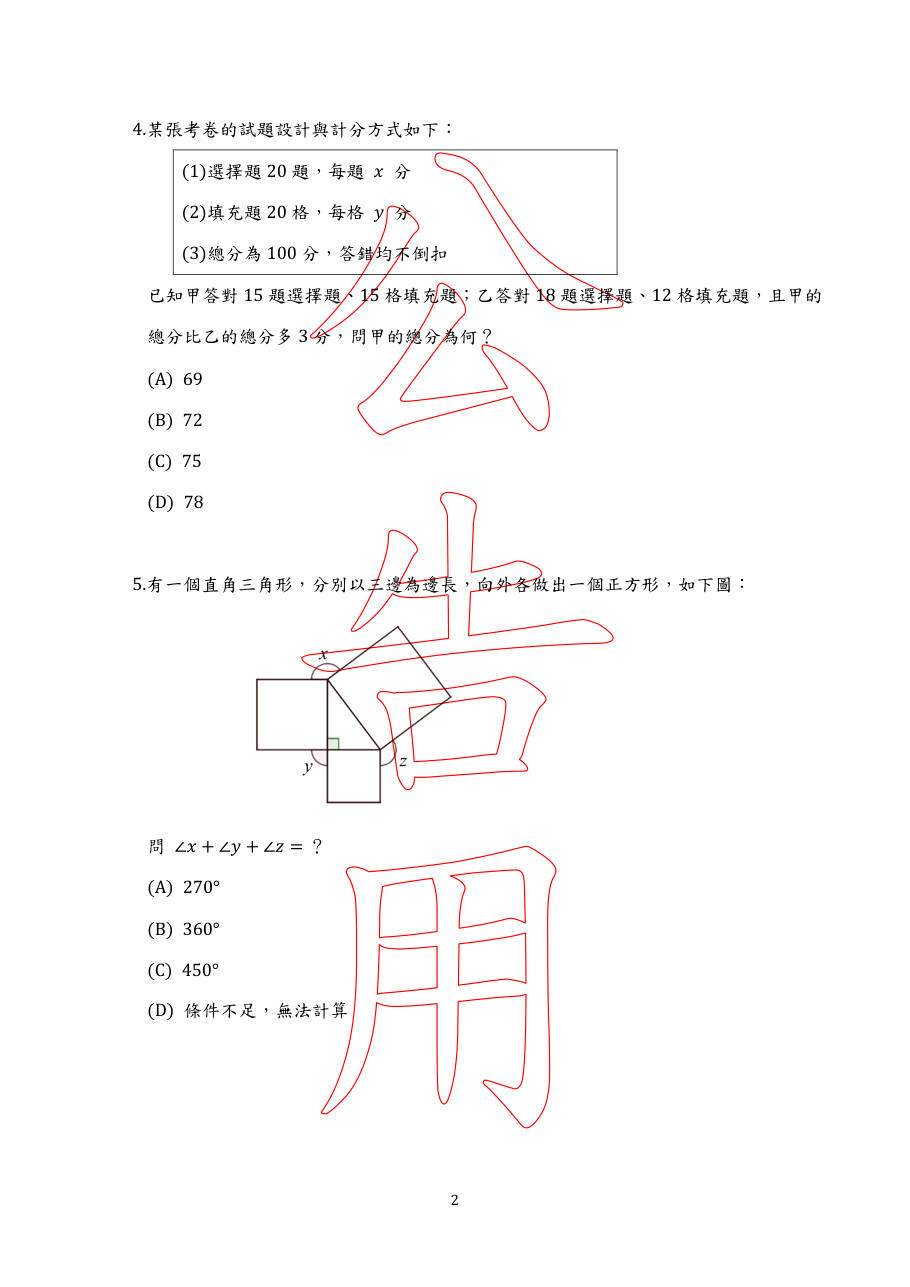 4.某張考卷的試題設計與計分方式如下：
(1)選擇題 20 題，每題 x 分
(2)填充題 20 格，每格 y 分
(3)總分為 100 分，答錯均不倒扣
已知甲答對 15 題選擇題、15 格填充題；乙答對 18 題選擇題、12 格填充題，且甲的
總分比乙的總分多 3 分，問甲的總分為何？
(A) 69
(B) 72
(C) 75
(D) 78
5.有一個直角三角形，分別以三邊為邊長，向外各做出一個正方形，如下圖：
x
y
z
問 ∠x + ∠y + ∠z = ？
(A) 270°
(B) 360°
(C) 450°
(D) 條件不足，無法計算
公告用
2